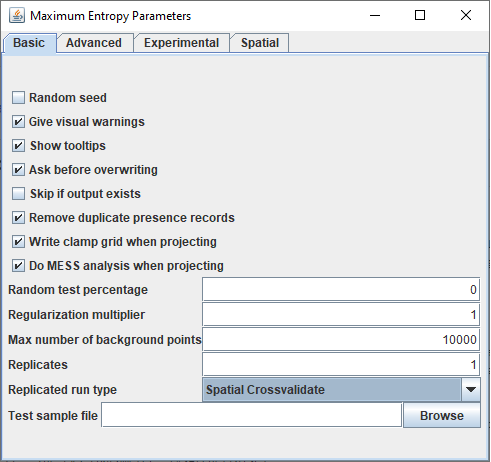 Maximum Entropy Parameters
Basic Advanced Experimental Spatial
Random seed
Give visual warnings
Show tooltips
Ask before overwriting
Skip if output exists
Remove duplicate presence records
Write clamp grid when projecting
Do MESS analysis when projecting
Random test percentage 0
Regularization multiplier 1
Max number of background points 10000
Replicates 1
Replicated run type Spatial Crossvalidate
Test sample file Browse